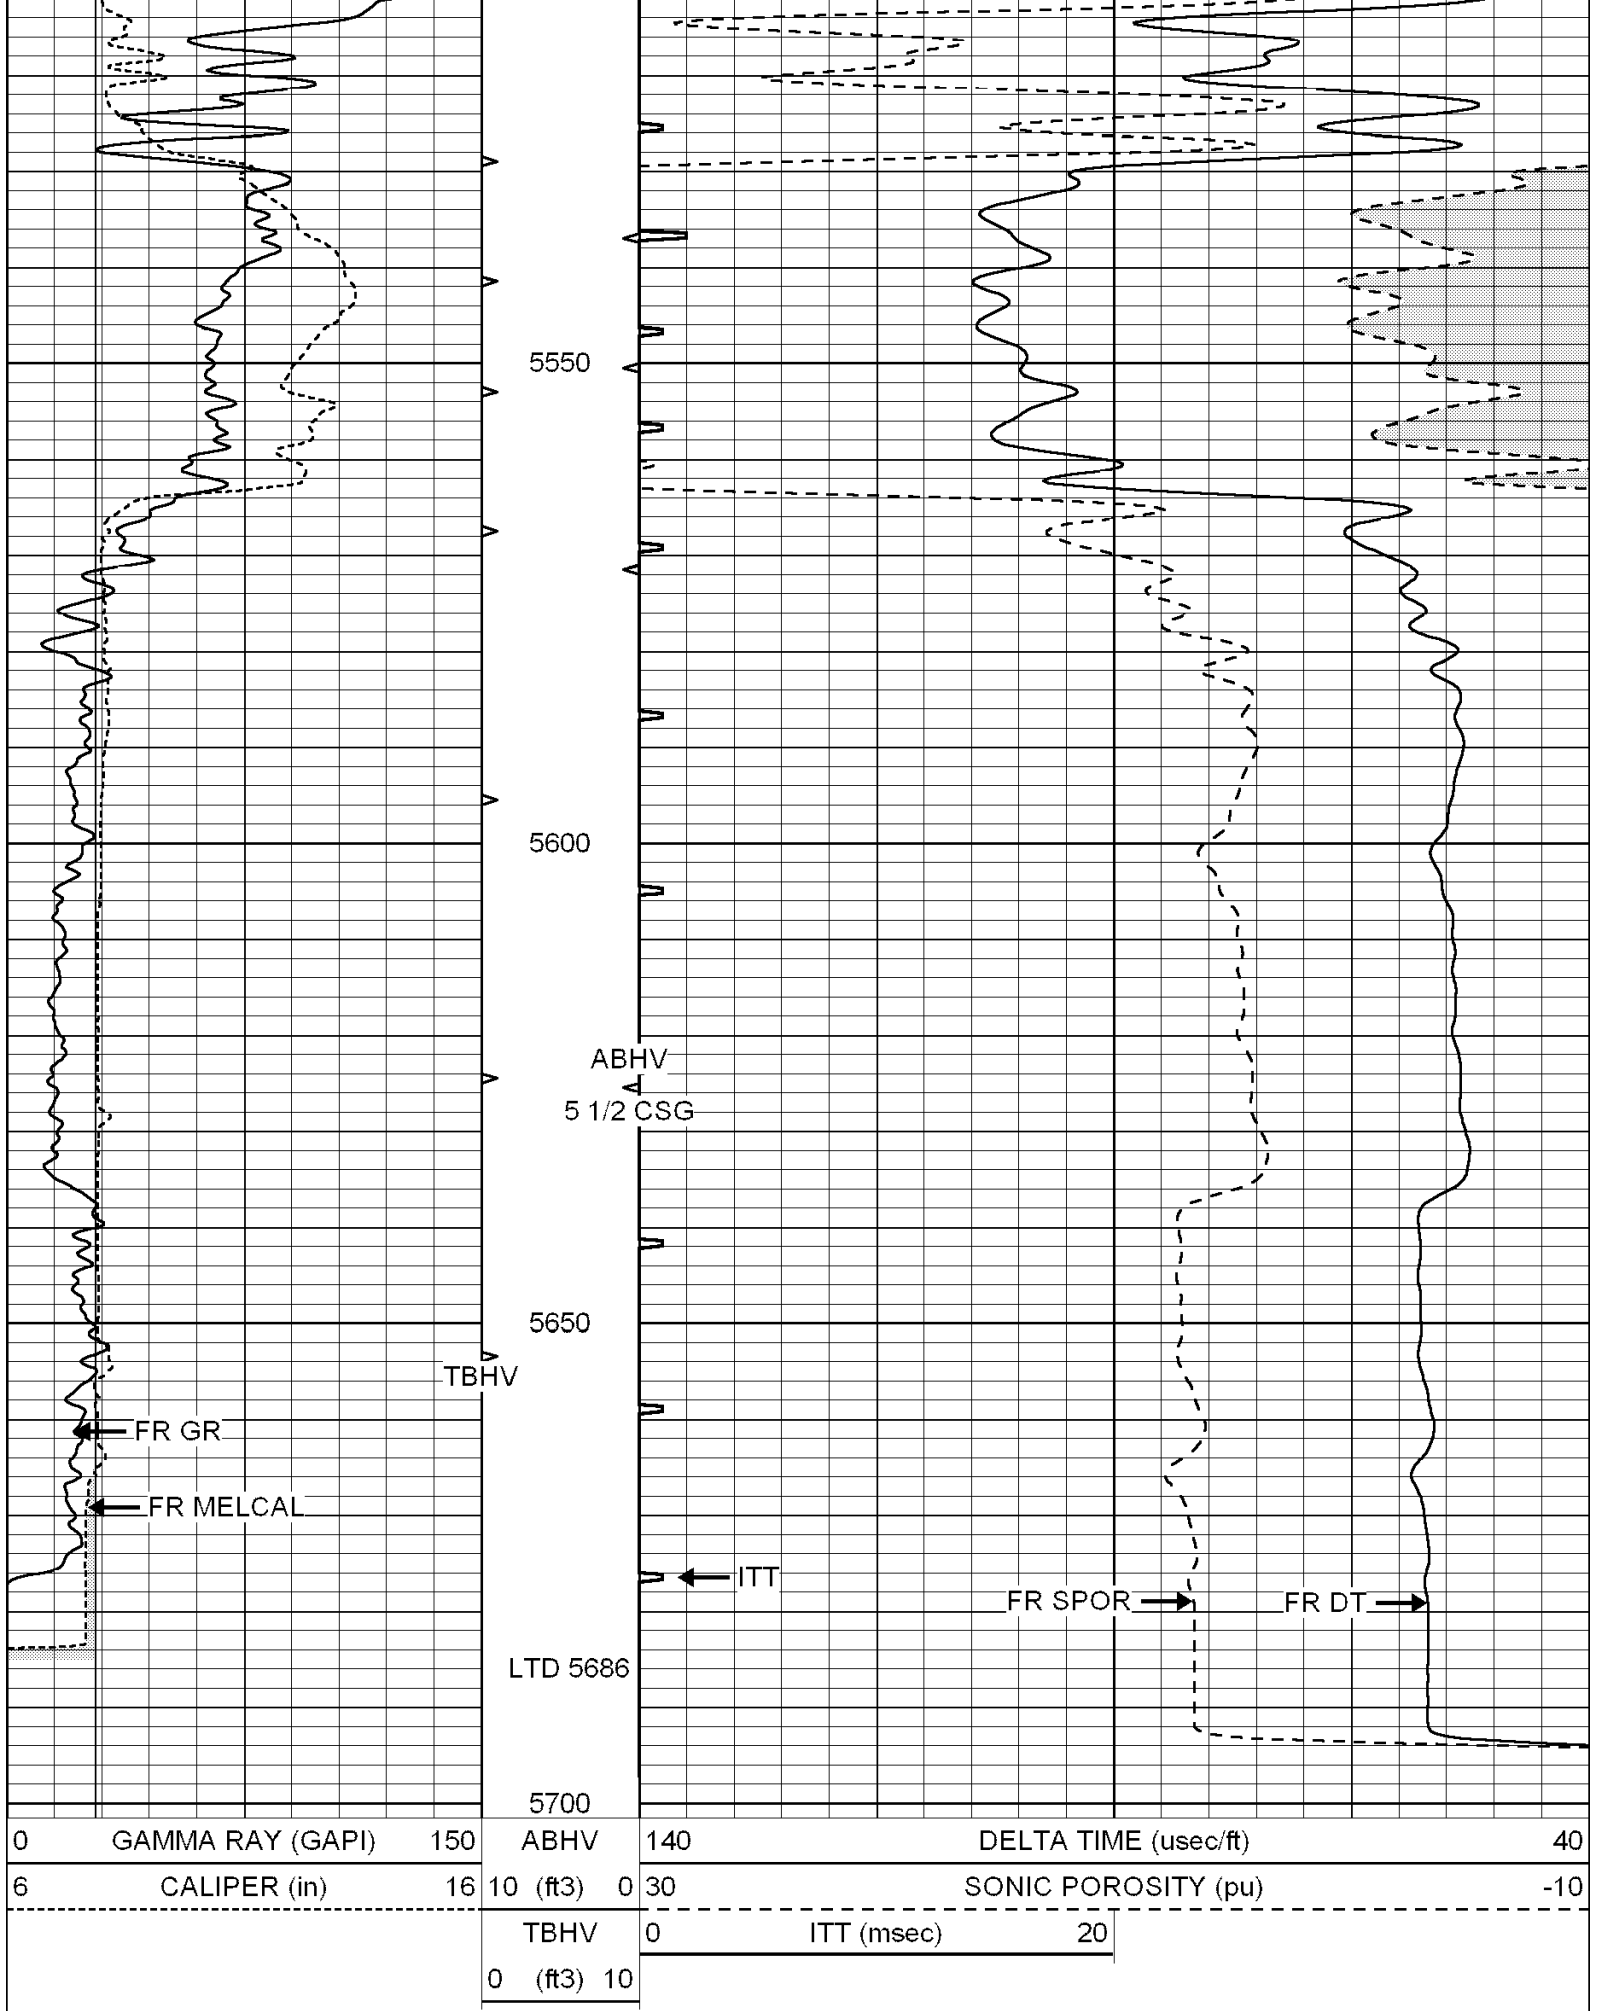 5550
5600
ABHV
5 1/2 CSG
5650
TBHV
FR GR
FR MELCAL
ITT
FR SPOR
FR DT
LTD 5686
5700
0 GAMMA RAY (GAPI) 150 ABHV 140 DELTA TIME (usec/ft) 40
6 CALIPER (in) 16 10 (ft3) 0 30 SONIC POROSITY (pu) -10
TBHV 0 ITT (msec) 20
0 (ft3) 10